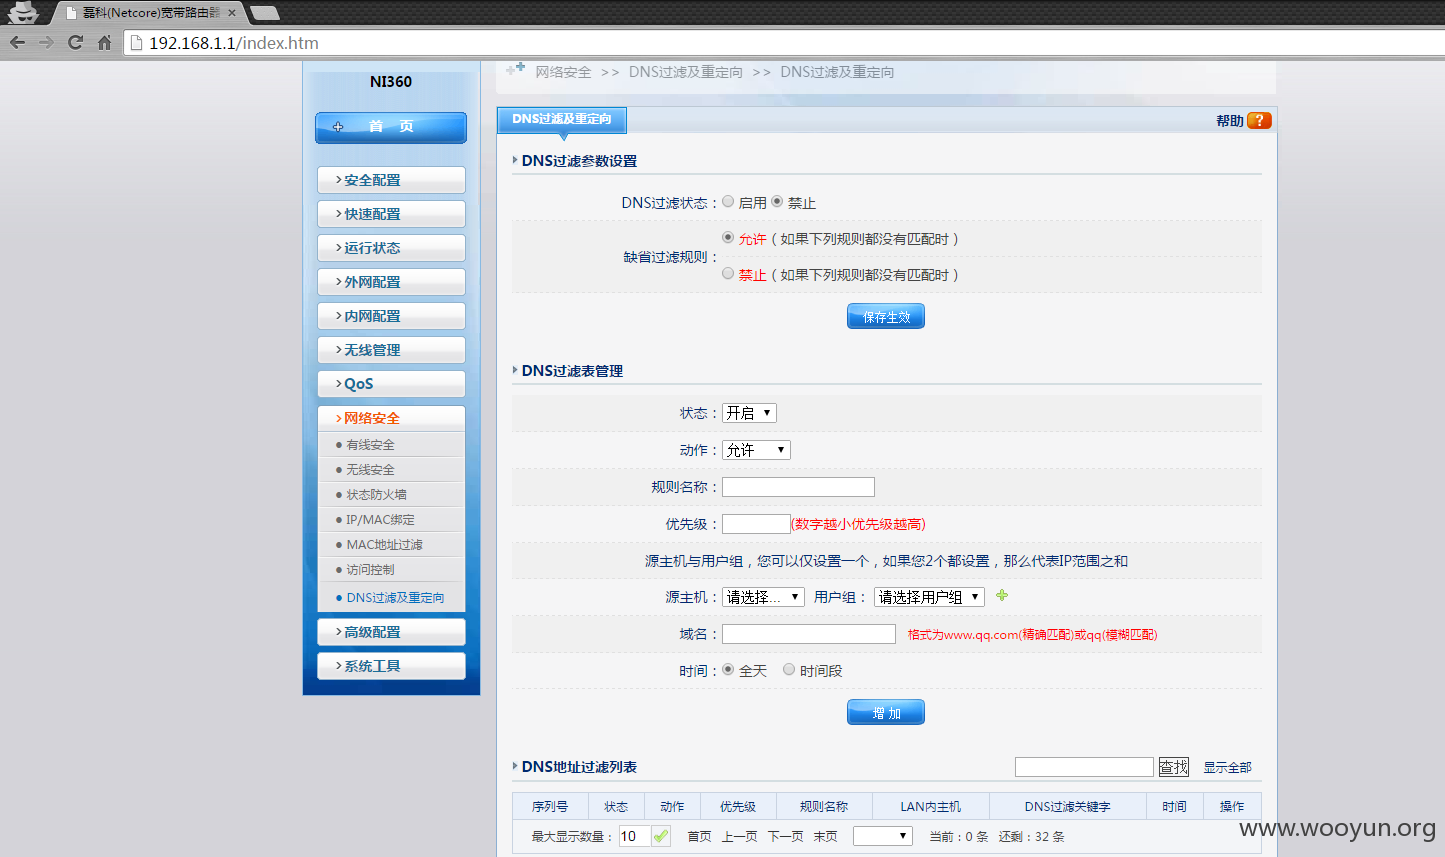 磊科(Netcore)宽带路由器
192.168.1.1/index.htm
NI360
首 页
安全配置
快速配置
运行状态
外网配置
内网配置
无线管理
QoS
网络安全
有线安全
无线安全
状态防火墙
IP/MAC绑定
MAC地址过滤
访问控制
DNS过滤及重定向
高级配置
系统工具
网络安全 >> DNS过滤及重定向 >> DNS过滤及重定向
DNS过滤及重定向 帮助 ?
DNS过滤参数设置
DNS过滤状态： 启用 禁止
缺省过滤规则：
允许（如果下列规则都没有匹配时）
禁止（如果下列规则都没有匹配时）
保存生效
DNS过滤表管理
状态： 开启
动作： 允许
规则名称：
优先级： (数字越小优先级越高)
源主机与用户组，您可以仅设置一个，如果您2个都设置，那么代表IP范围之和
源主机： 请选择... 用户组： 请选择用户组
域名： 格式为www.qq.com(精确匹配)或qq(模糊匹配)
时间： 全天 时间段
增 加
DNS地址过滤列表 查找 显示全部
序列号 状态 动作 优先级 规则名称 LAN内主机 DNS过滤关键字 时间 操作
最大显示数量： 10 首页 上一页 下一页 末页 当前：0 条 还剩：32 条
www.wooyun.org